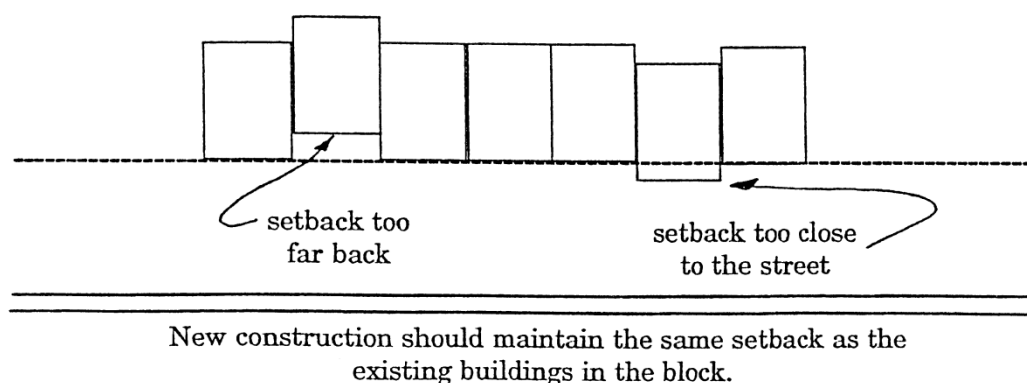 setback too
far back
setback too close
to the street
New construction should maintain the same setback as the
existing buildings in the block.